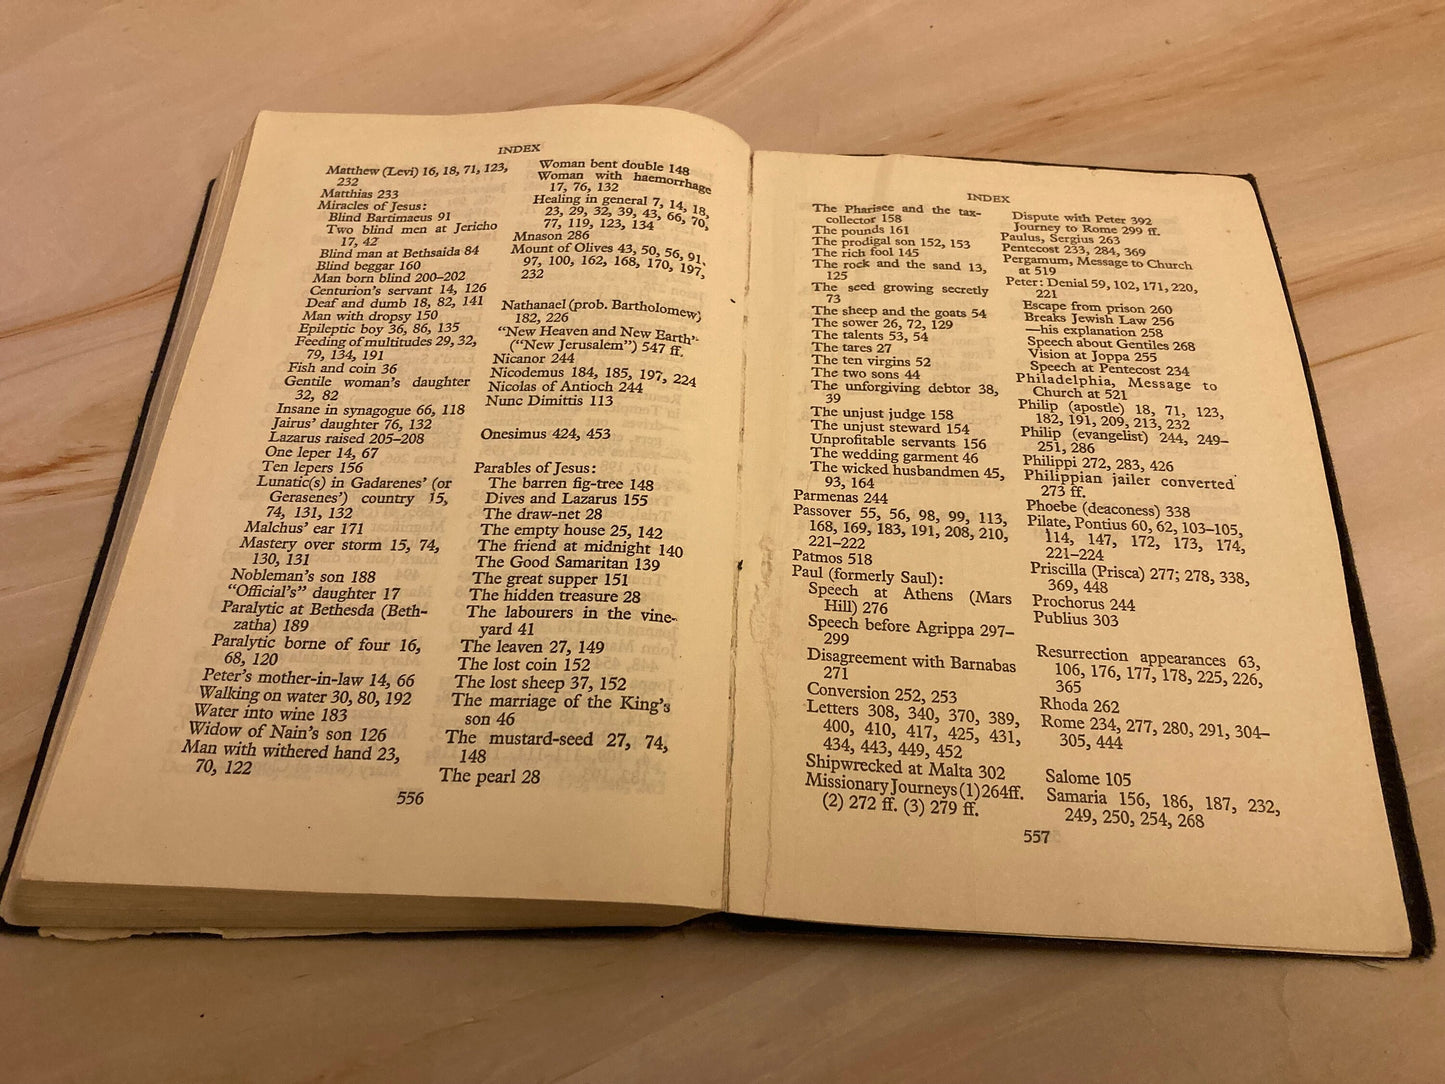 INDEX
Matthew (Levi) 16, 18, 71, 123,
232
Matthias 233
Miracles of Jesus:
Blind Bartimaeus 91
Two blind men at Jericho
17, 42
Blind man at Bethsaida 84
Blind beggar 160
Man born blind 200–202
Centurion's servant 14, 126
Deaf and dumb 18, 82, 141
Man with dropsy 150
Epileptic boy 36, 86, 135
Feeding of multitudes 29, 32,
79, 134, 191
Fish and coin 36
Gentile woman's daughter
32, 82
Insane in synagogue 66, 118
Jairus' daughter 76, 132
Lazarus raised 205–208
One leper 14, 67
Ten lepers 156
Lunatic(s) in Gadarenes' (or
Gerasenes') country 15,
74, 131, 132
Malchus' ear 171
Mastery over storm 15, 74,
130, 131
Nobleman's son 188
"Official's" daughter 17
Paralytic at Bethesda (Beth-
zatha) 189
Paralytic borne of four 16,
68, 120
Peter's mother-in-law 14, 66
Walking on water 30, 80, 192
Water into wine 183
Widow of Nain's son 126
Man with withered hand 23,
70, 122
Woman bent double 148
Woman with haemorrhage
17, 76, 132
Healing in general 7, 14, 18,
23, 29, 32, 39, 43, 66, 70,
77, 119, 123, 134
Mnason 286
Mount of Olives 43, 50, 56, 91,
97, 100, 162, 168, 170, 197,
232
Nathanael (prob. Bartholomew)
182, 226
"New Heaven and New Earth"
("New Jerusalem") 547 ff.
Nicanor 244
Nicodemus 184, 185, 197, 224
Nicolas of Antioch 244
Nunc Dimittis 113
Onesimus 424, 453
Parables of Jesus:
The barren fig-tree 148
Dives and Lazarus 155
The draw-net 28
The empty house 25, 142
The friend at midnight 140
The Good Samaritan 139
The great supper 151
The hidden treasure 28
The labourers in the vine-
yard 41
The leaven 27, 149
The lost coin 152
The lost sheep 37, 152
The marriage of the King's
son 46
The mustard-seed 27, 74,
148
The pearl 28
556
INDEX
The Pharisee and the tax-
collector 158
The pounds 161
The prodigal son 152, 153
The rich fool 145
The rock and the sand 13,
125
The seed growing secretly
73
The sheep and the goats 54
The sower 26, 72, 129
The talents 53, 54
The tares 27
The ten virgins 52
The two sons 44
The unforgiving debtor 38,
39
The unjust judge 158
The unjust steward 154
Unprofitable servants 156
The wedding garment 46
The wicked husbandmen 45,
93, 164
Parmenas 244
Passover 55, 56, 98, 99, 113,
168, 169, 183, 191, 208, 210,
221–222
Patmos 518
Paul (formerly Saul):
Speech at Athens (Mars
Hill) 276
Speech before Agrippa 297–
299
Disagreement with Barnabas
271
Conversion 252, 253
Letters 308, 340, 370, 389,
400, 410, 417, 425, 431,
434, 443, 449, 452
Shipwrecked at Malta 302
Missionary Journeys (1) 264 ff.
(2) 272 ff. (3) 279 ff.
Dispute with Peter 392
Journey to Rome 299 ff.
Paulus, Sergius 263
Pentecost 233, 284, 369
Pergamum, Message to Church
at 519
Peter: Denial 59, 102, 171, 220,
221
Escape from prison 260
Breaks Jewish Law 256
—his explanation 258
Speech about Gentiles 268
Vision at Joppa 255
Speech at Pentecost 234
Philadelphia, Message to
Church at 521
Philip (apostle) 18, 71, 123,
182, 191, 209, 213, 232
Philip (evangelist) 244, 249–
251, 286
Philippi 272, 283, 426
Philippian jailer converted
273 ff.
Phoebe (deaconess) 338
Pilate, Pontius 60, 62, 103–105,
114, 147, 172, 173, 174,
221–224
Priscilla (Prisca) 277; 278, 338,
369, 448
Prochorus 244
Publius 303
Resurrection appearances 63,
106, 176, 177, 178, 225, 226,
365
Rhoda 262
Rome 234, 277, 280, 291, 304–
305, 444
Salome 105
Samaria 156, 186, 187, 232,
249, 250, 254, 268
557